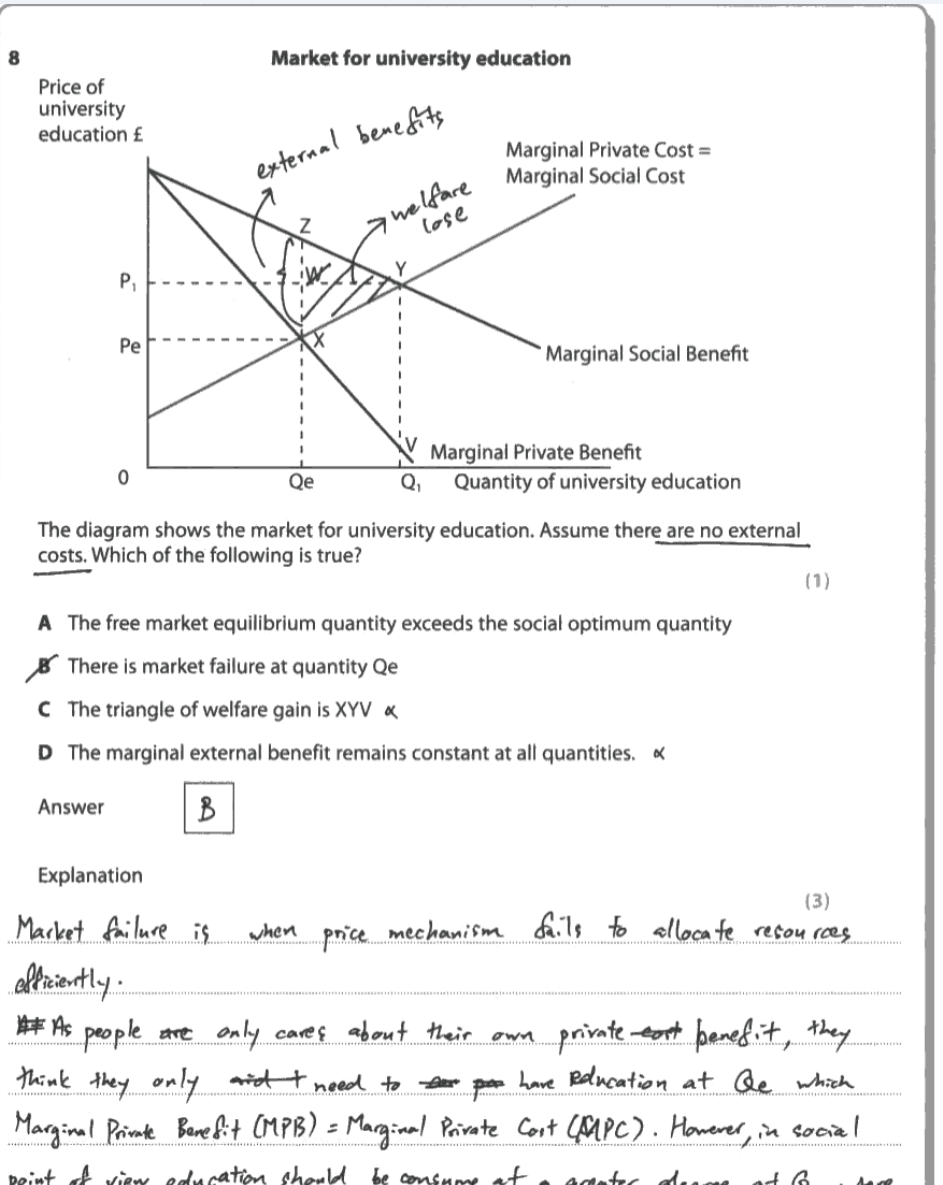 8 Market for university education
Price of
university
education £
external benefits
Marginal Private Cost =
Marginal Social Cost
welfare
lose
Z
W
Y
P₁
Pe
X
Marginal Social Benefit
V Marginal Private Benefit
0 Qe Q₁ Quantity of university education
The diagram shows the market for university education. Assume there are no external
costs. Which of the following is true?
(1)
A The free market equilibrium quantity exceeds the social optimum quantity
B There is market failure at quantity Qe
C The triangle of welfare gain is XYV
D The marginal external benefit remains constant at all quantities.
Answer B
Explanation
(3)
Market failure is when price mechanism fails to allocate resources
efficiently.
As people are only cares about their own private cost benefit, they
think they only need to have Education at Qe which
Marginal Private Benefit (MPB) = Marginal Private Cost (MPC). However, in social
point of view education should be consume at a greater degree at Q